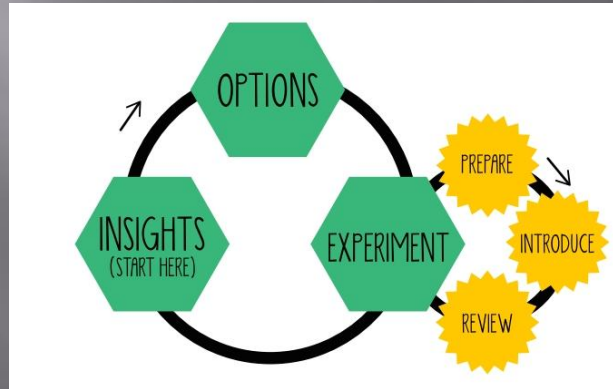 OPTIONS
INSIGHTS
(START HERE)
EXPERIMENT
PREPARE
INTRODUCE
REVIEW